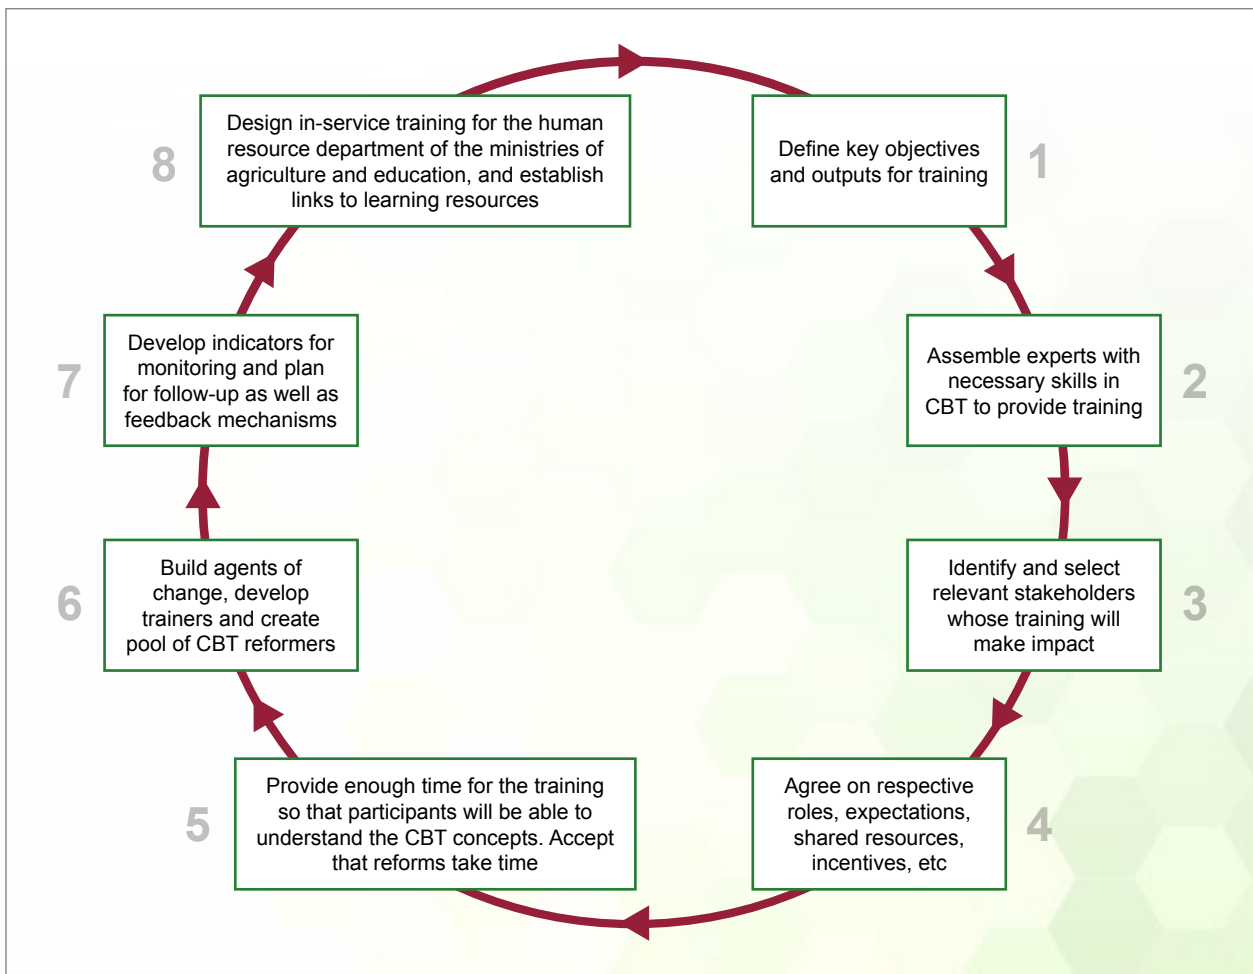 1
Define key objectives
and outputs for training
2
Assemble experts with
necessary skills in
CBT to provide training
3
Identify and select
relevant stakeholders
whose training will
make impact
4
Agree on respective
roles, expectations,
shared resources,
incentives, etc
5
Provide enough time for the training
so that participants will be able to
understand the CBT concepts. Accept
that reforms take time
6
Build agents of
change, develop
trainers and create
pool of CBT reformers
7
Develop indicators for
monitoring and plan
for follow-up as well as
feedback mechanisms
8
Design in-service training for the human
resource department of the ministries of
agriculture and education, and establish
links to learning resources